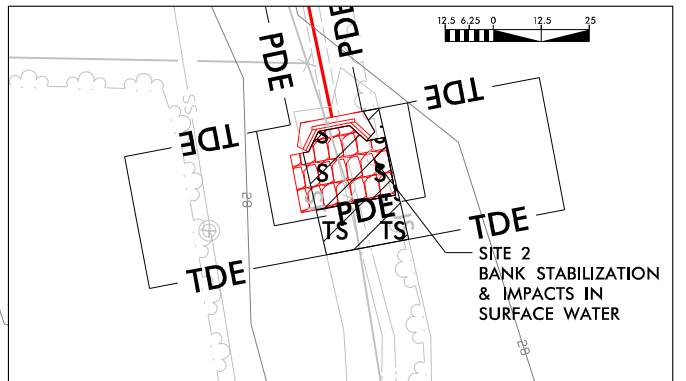 12.5 6.25 0 12.5 25
PDE
PDE
TDE
TDE
SS
S
S
S
28
PDE
TS
TS
TDE
TDE
SITE 2
BANK STABILIZATION
& IMPACTS IN
SURFACE WATER
28